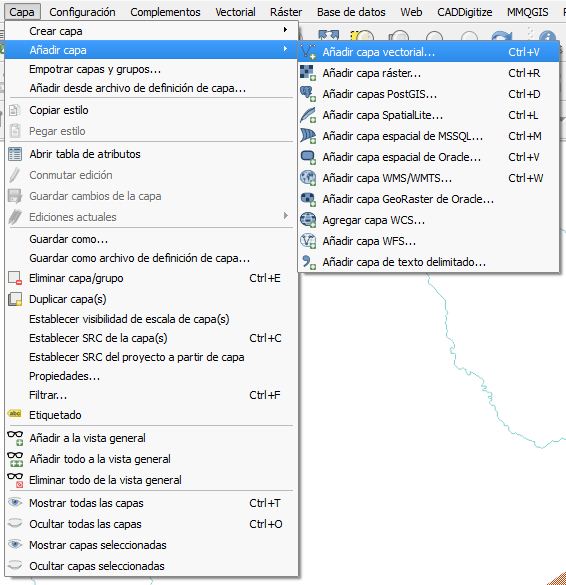 Capa Configuración Complementos Vectorial Ráster Base de datos Web CADDigitize MMQGIS Pr
Crear capa
Añadir capa
Empotrar capas y grupos...
Añadir desde archivo de definición de capa...
Copiar estilo
Pegar estilo
Abrir tabla de atributos
Conmutar edición
Guardar cambios de la capa
Ediciones actuales
Guardar como...
Guardar como archivo de definición de capa...
Eliminar capa/grupo Ctrl+E
Duplicar capa(s)
Establecer visibilidad de escala de capa(s)
Establecer SRC de la capa(s) Ctrl+C
Establecer SRC del proyecto a partir de capa
Propiedades...
Filtrar... Ctrl+F
abc Etiquetado
Añadir a la vista general
Añadir todo a la vista general
Eliminar todo de la vista general
Mostrar todas las capas Ctrl+T
Ocultar todas las capas Ctrl+O
Mostrar capas seleccionadas
Ocultar capas seleccionadas
Añadir capa vectorial... Ctrl+V
Añadir capa ráster... Ctrl+R
Añadir capas PostGIS... Ctrl+D
Añadir capa SpatialLite... Ctrl+L
Añadir capa espacial de MSSQL... Ctrl+M
Añadir capa espacial de Oracle... Ctrl+V
Añadir capa WMS/WMTS... Ctrl+W
Añadir capa GeoRaster de Oracle...
Agregar capa WCS...
Añadir capa WFS...
Añadir capa de texto delimitado...